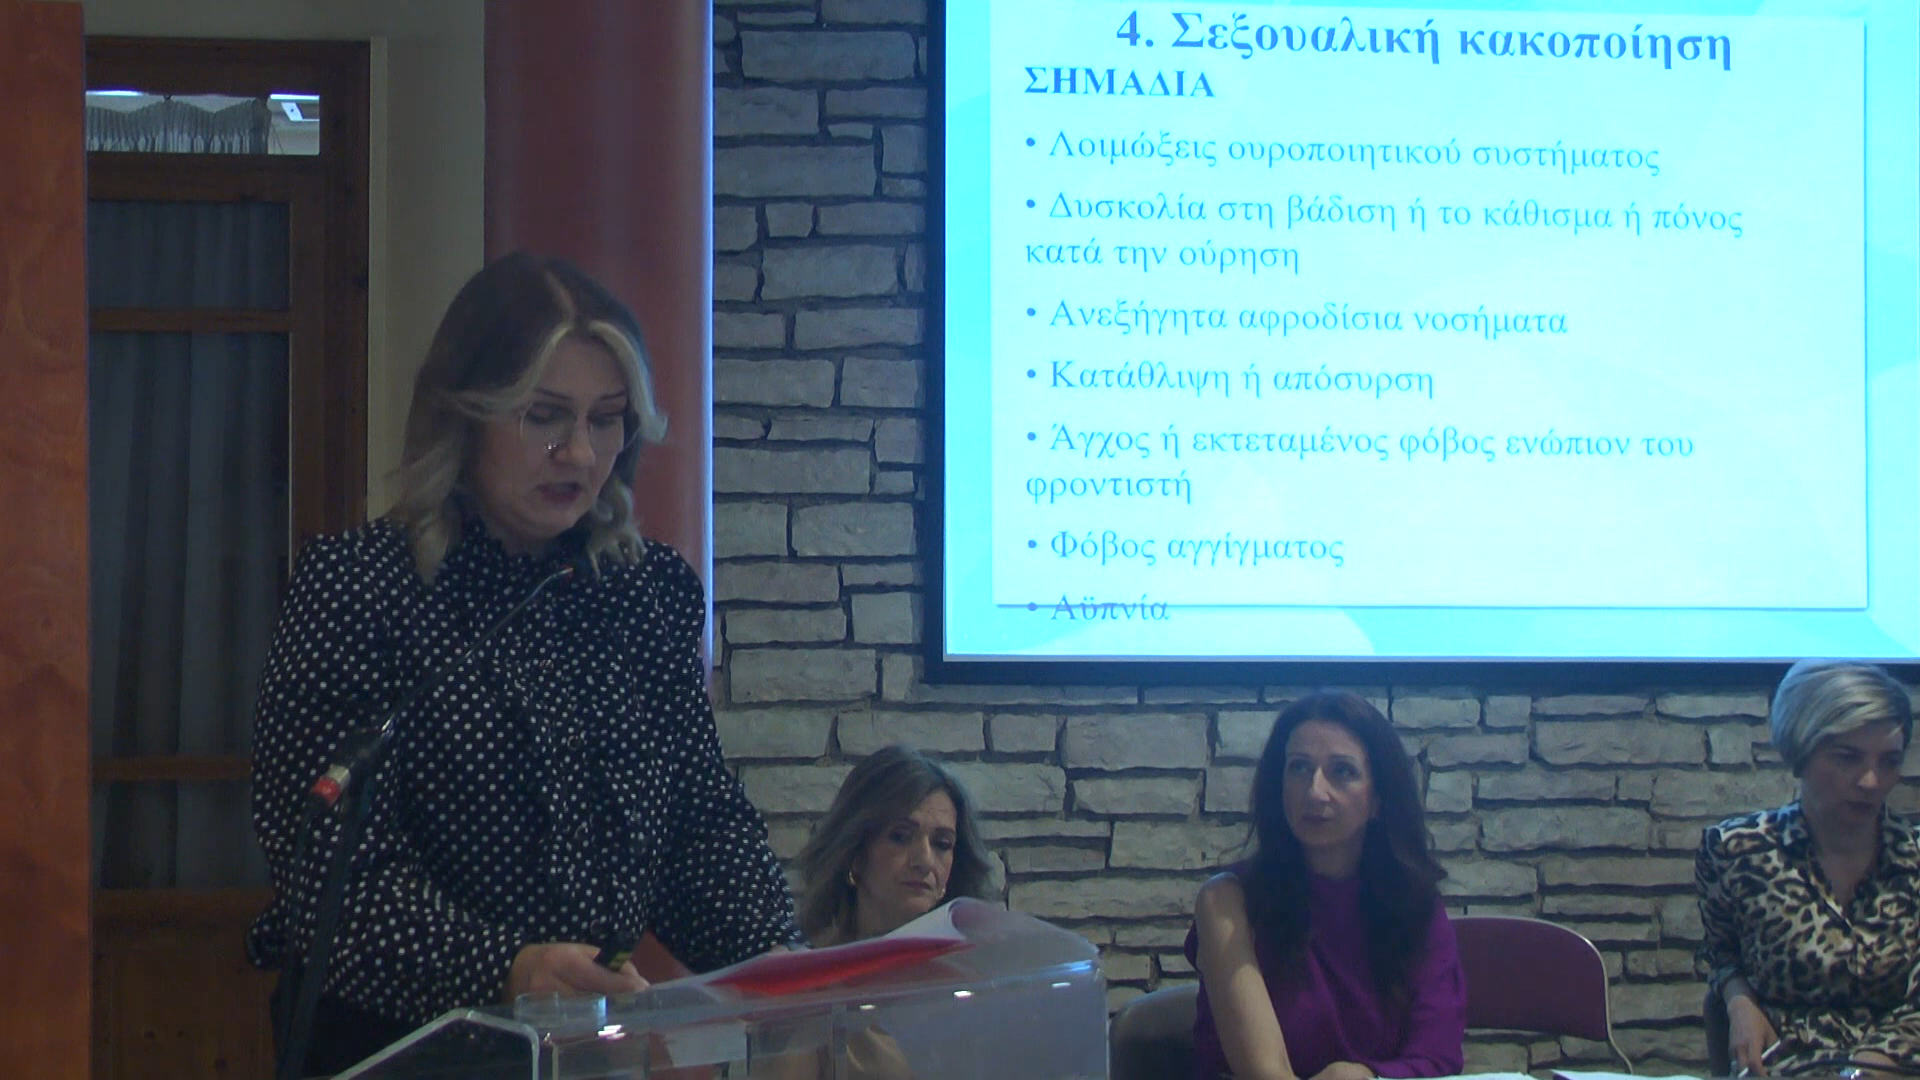 4. Σεξουαλική κακοποίηση
ΣΗΜΑΔΙΑ
• Λοιμώξεις ουροποιητικού συστήματος
• Δυσκολία στη βάδιση ή το κάθισμα ή πόνος
κατά την ούρηση
• Ανεξήγητα αφροδίσια νοσήματα
• Κατάθλιψη ή απόσυρση
• Άγχος ή εκτεταμένος φόβος ενώπιον του
φροντιστή
• Φόβος αγγίγματος
• Αϋπνία